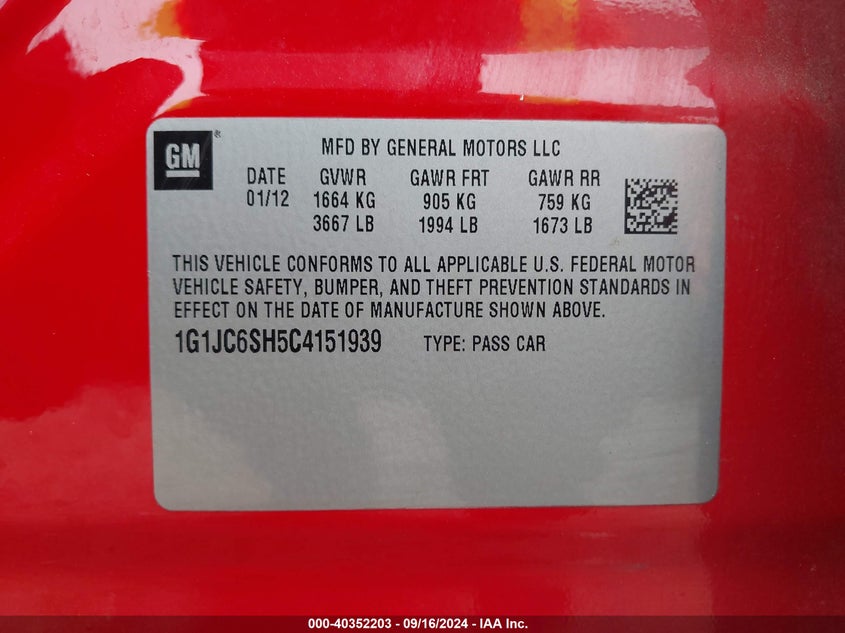 GM
MFD BY GENERAL MOTORS LLC
DATE GVWR GAWR FRT GAWR RR
01/12 1664 KG 905 KG 759 KG
3667 LB 1994 LB 1673 LB
THIS VEHICLE CONFORMS TO ALL APPLICABLE U.S. FEDERAL MOTOR
VEHICLE SAFETY, BUMPER, AND THEFT PREVENTION STANDARDS IN
EFFECT ON THE DATE OF MANUFACTURE SHOWN ABOVE.
1G1JC6SH5C4151939 TYPE: PASS CAR
000-40352203 - 09/16/2024 - IAA Inc.